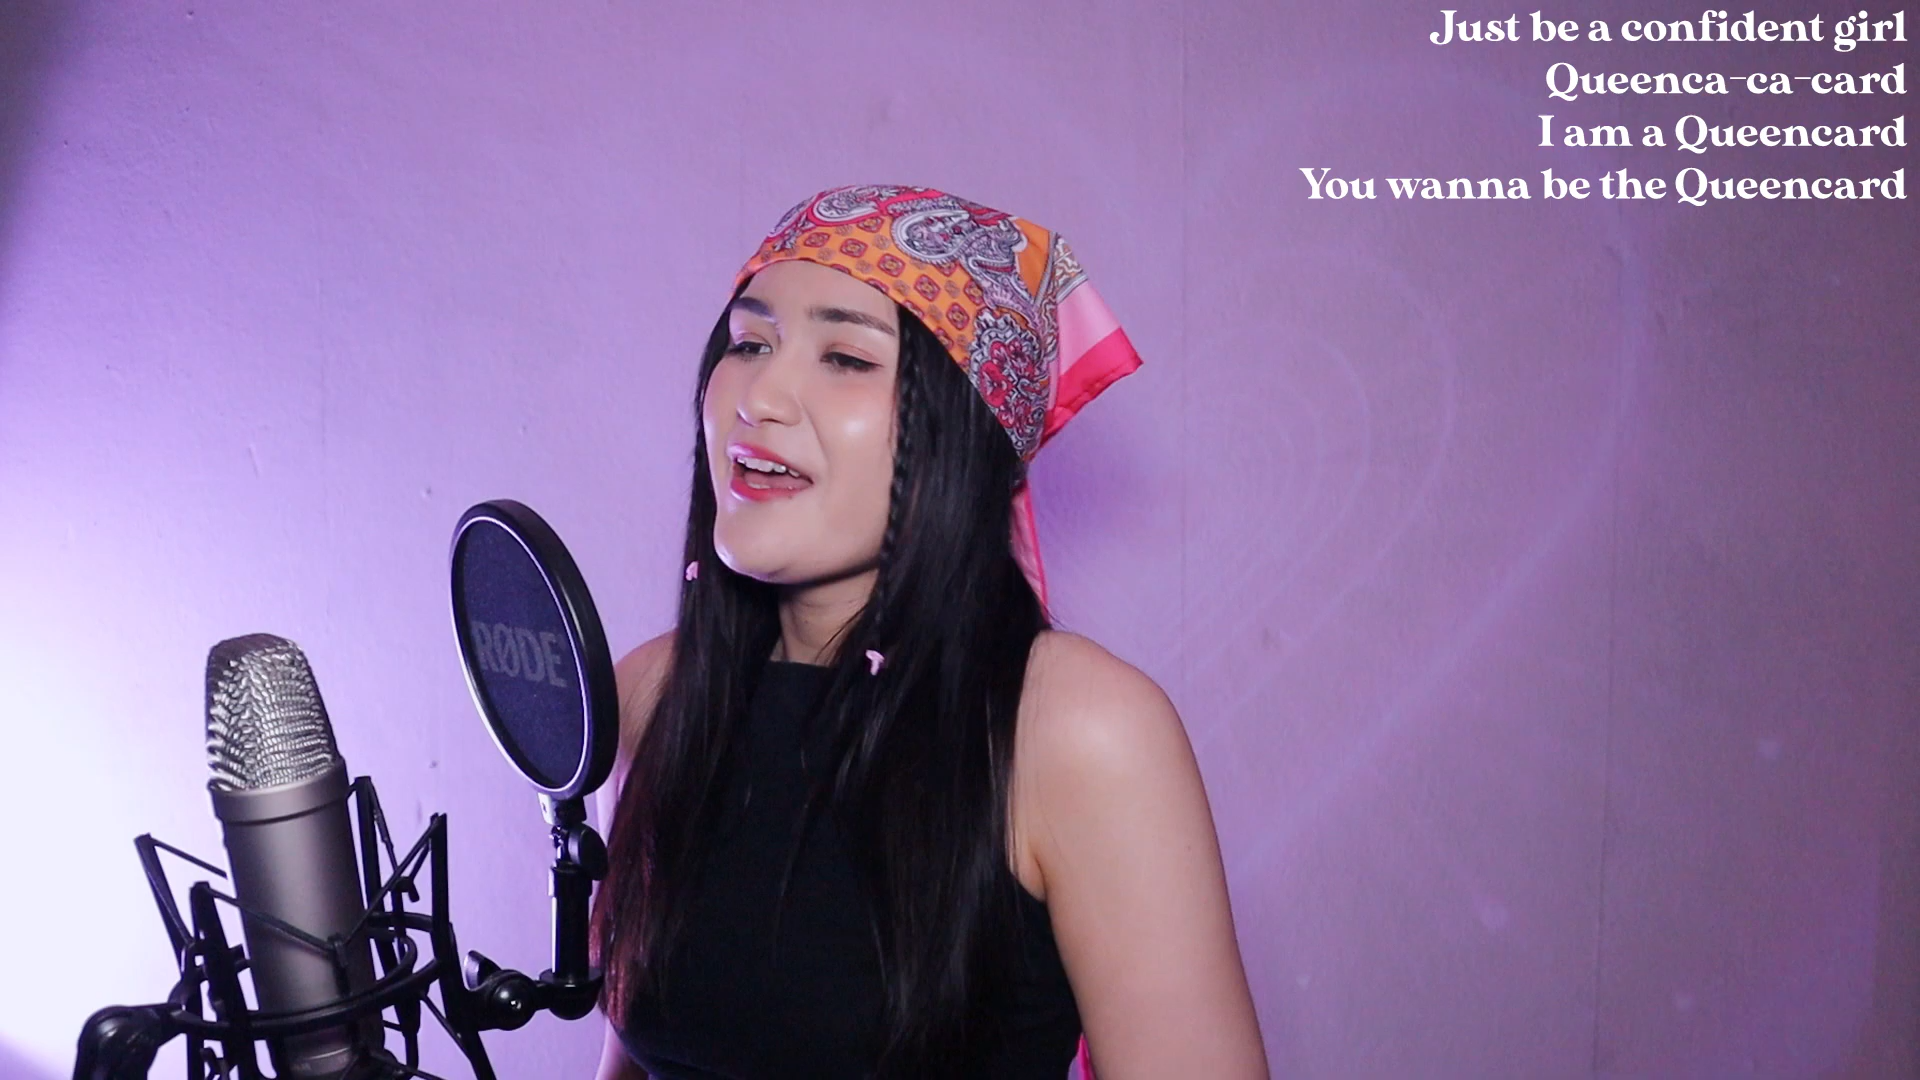 Just be a confident girl
Queenca-ca-card
I am a Queencard
You wanna be the Queencard
RØDE